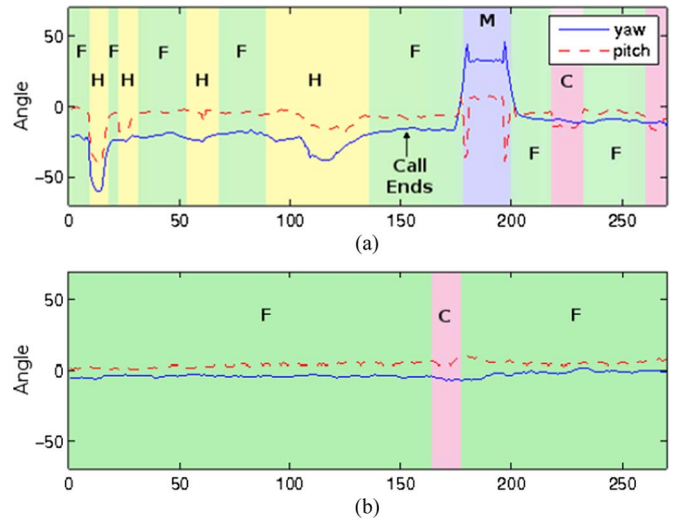 F F F F F M yaw
pitch
H H H H C
50
0
-50
Angle
Call
Ends
F F
0 50 100 150 200 250
(a)
50
0
-50
Angle
F C F
0 50 100 150 200 250
(b)